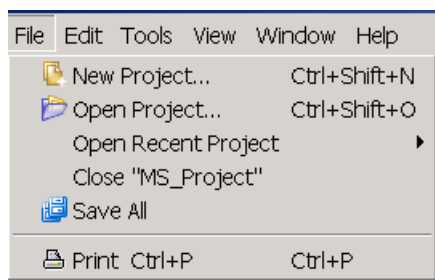 File Edit Tools View Window Help
New Project... Ctrl+Shift+N
Open Project... Ctrl+Shift+O
Open Recent Project
Close "MS_Project"
Save All
Print Ctrl+P Ctrl+P